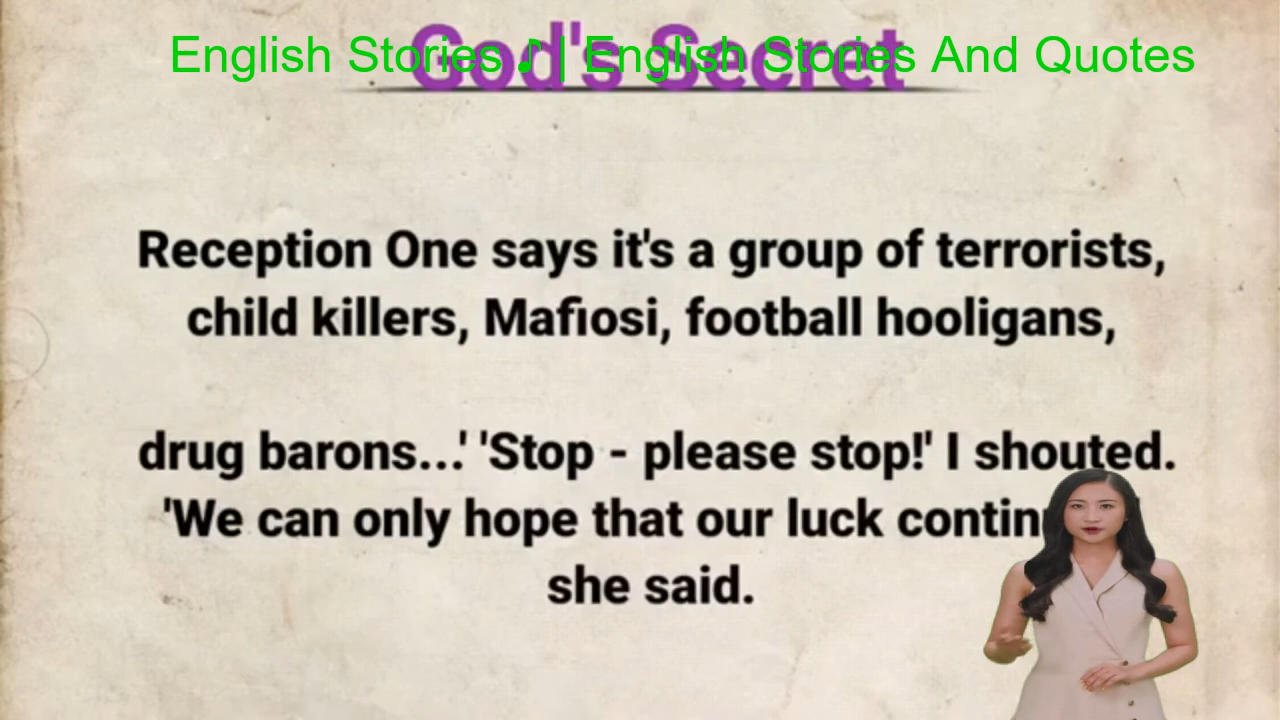 God's Secret
English Stories ♪ | English Stories And Quotes
Reception One says it's a group of terrorists,
child killers, Mafiosi, football hooligans,
drug barons...' 'Stop - please stop!' I shouted.
'We can only hope that our luck
she said.